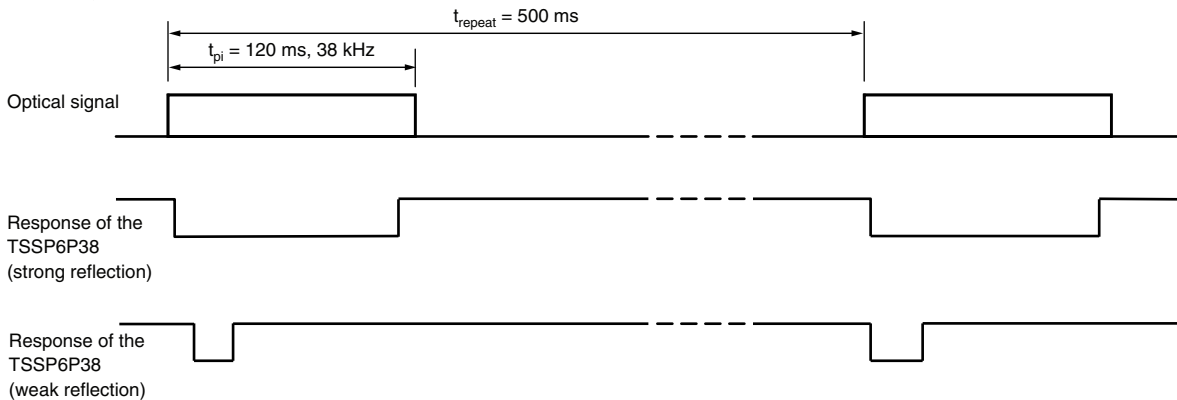 t_repeat = 500 ms
t_pi = 120 ms, 38 kHz
Optical signal
Response of the
TSSP6P38
(strong reflection)
Response of the
TSSP6P38
(weak reflection)